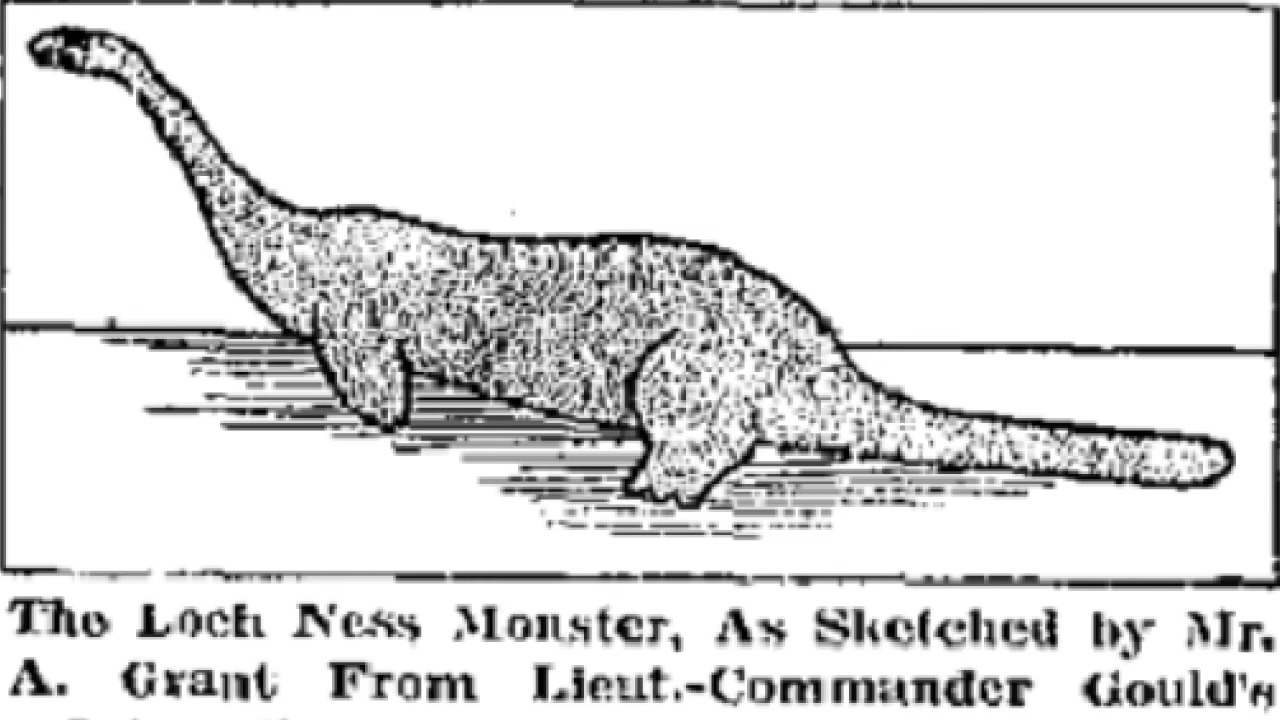 The Loch Ness Monster, As Sketched by Mr.
A. Grant From Lieut.-Commander Gould's